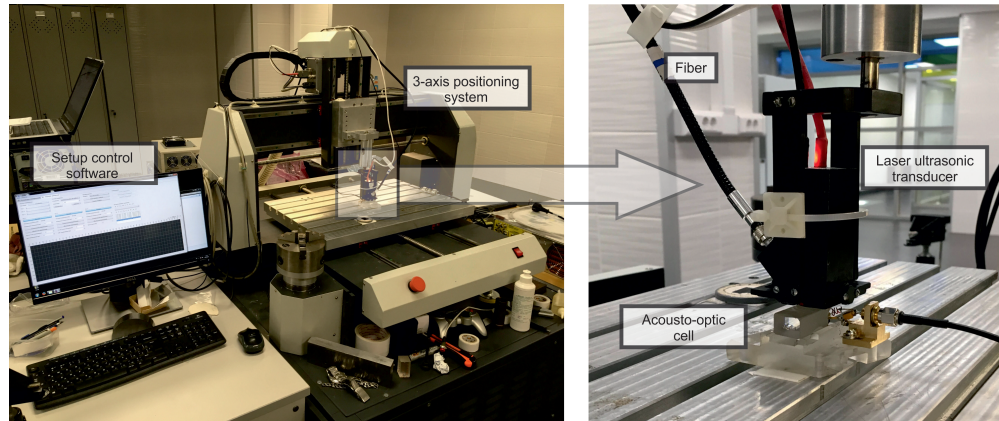 3-axis positioning
system
Setup control
software
Fiber
Laser ultrasonic
transducer
Acousto-optic
cell